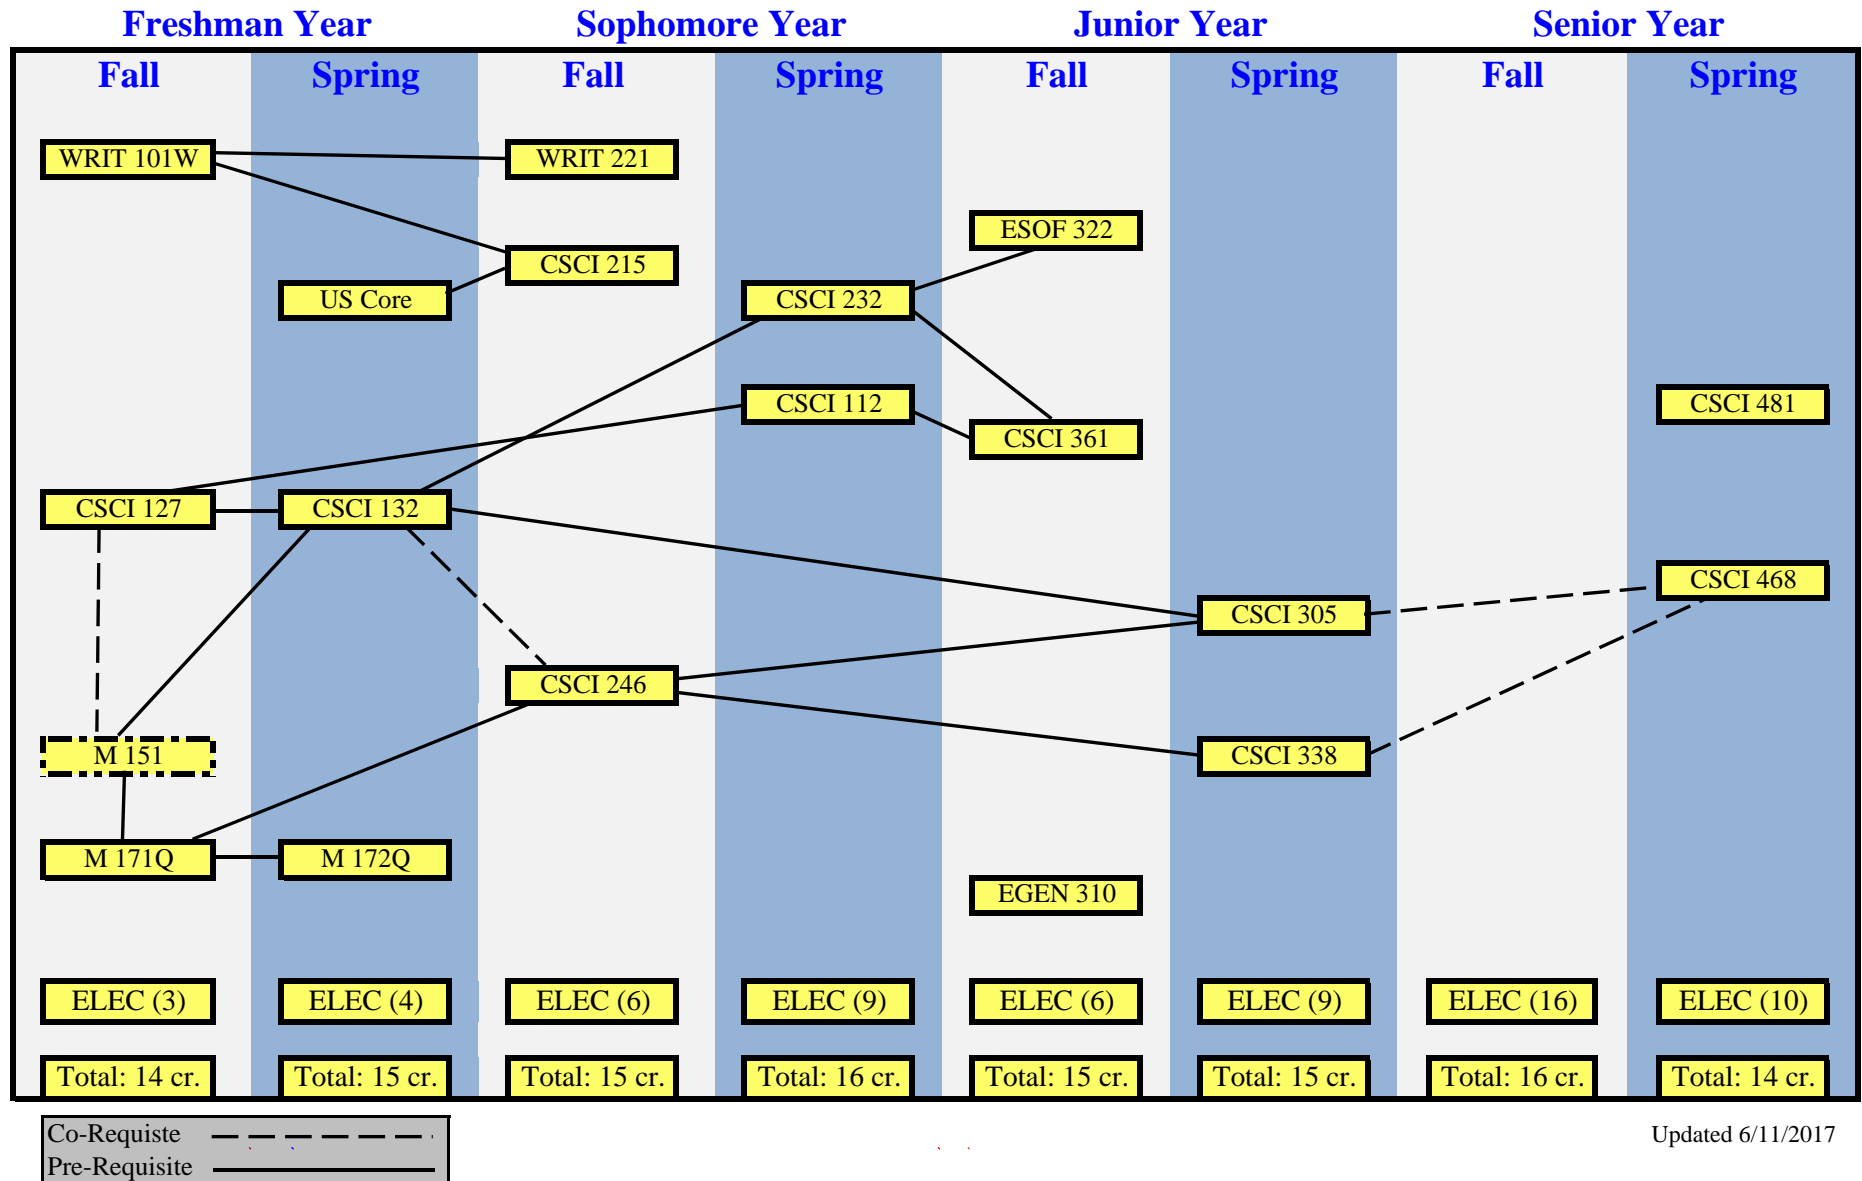 Freshman Year Sophomore Year Junior Year Senior Year
Fall Spring Fall Spring Fall Spring Fall Spring
WRIT 101W WRIT 221
ESOF 322
CSCI 215
US Core CSCI 232
CSCI 112 CSCI 481
CSCI 361
CSCI 127 CSCI 132
CSCI 468
CSCI 305
CSCI 246
M 151 CSCI 338
M 171Q M 172Q
EGEN 310
ELEC (3) ELEC (4) ELEC (6) ELEC (9) ELEC (6) ELEC (9) ELEC (16) ELEC (10)
Total: 14 cr. Total: 15 cr. Total: 15 cr. Total: 16 cr. Total: 15 cr. Total: 15 cr. Total: 16 cr. Total: 14 cr.
Co-Requiste
Updated 6/11/2017
Pre-Requisite